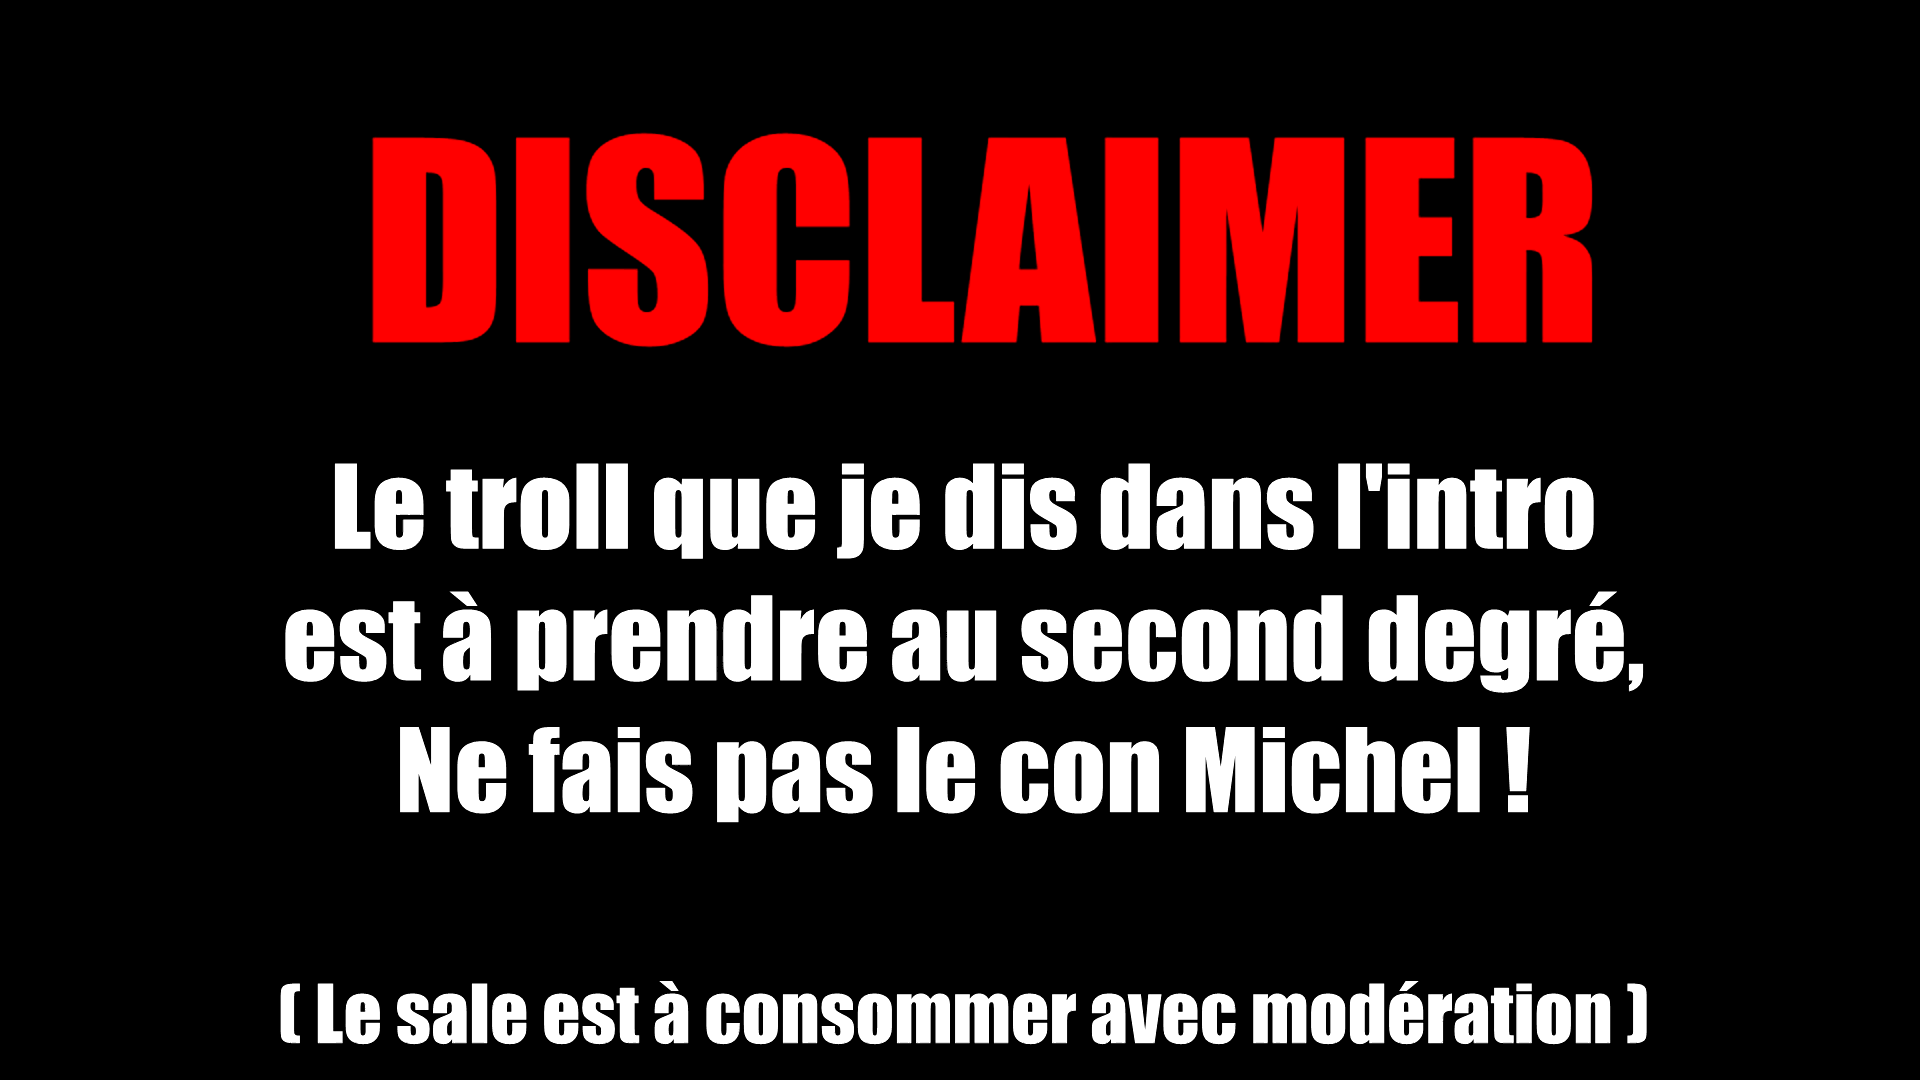 DISCLAIMER
Le troll que je dis dans l'intro
est à prendre au second degré,
Ne fais pas le con Michel !
( Le sale est à consommer avec modération )